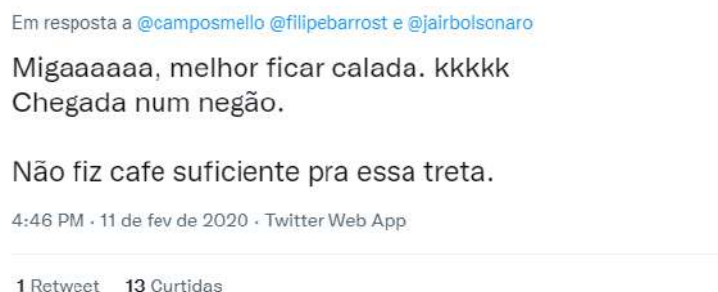 Em resposta a @camposmello @filipebarrost e @jairbolsonaro
Migaaaaaa, melhor ficar calada. kkkkk
Chegada num negão.
Não fiz cafe suficiente pra essa treta.
4:46 PM · 11 de fev de 2020 · Twitter Web App
1 Retweet 13 Curtidas